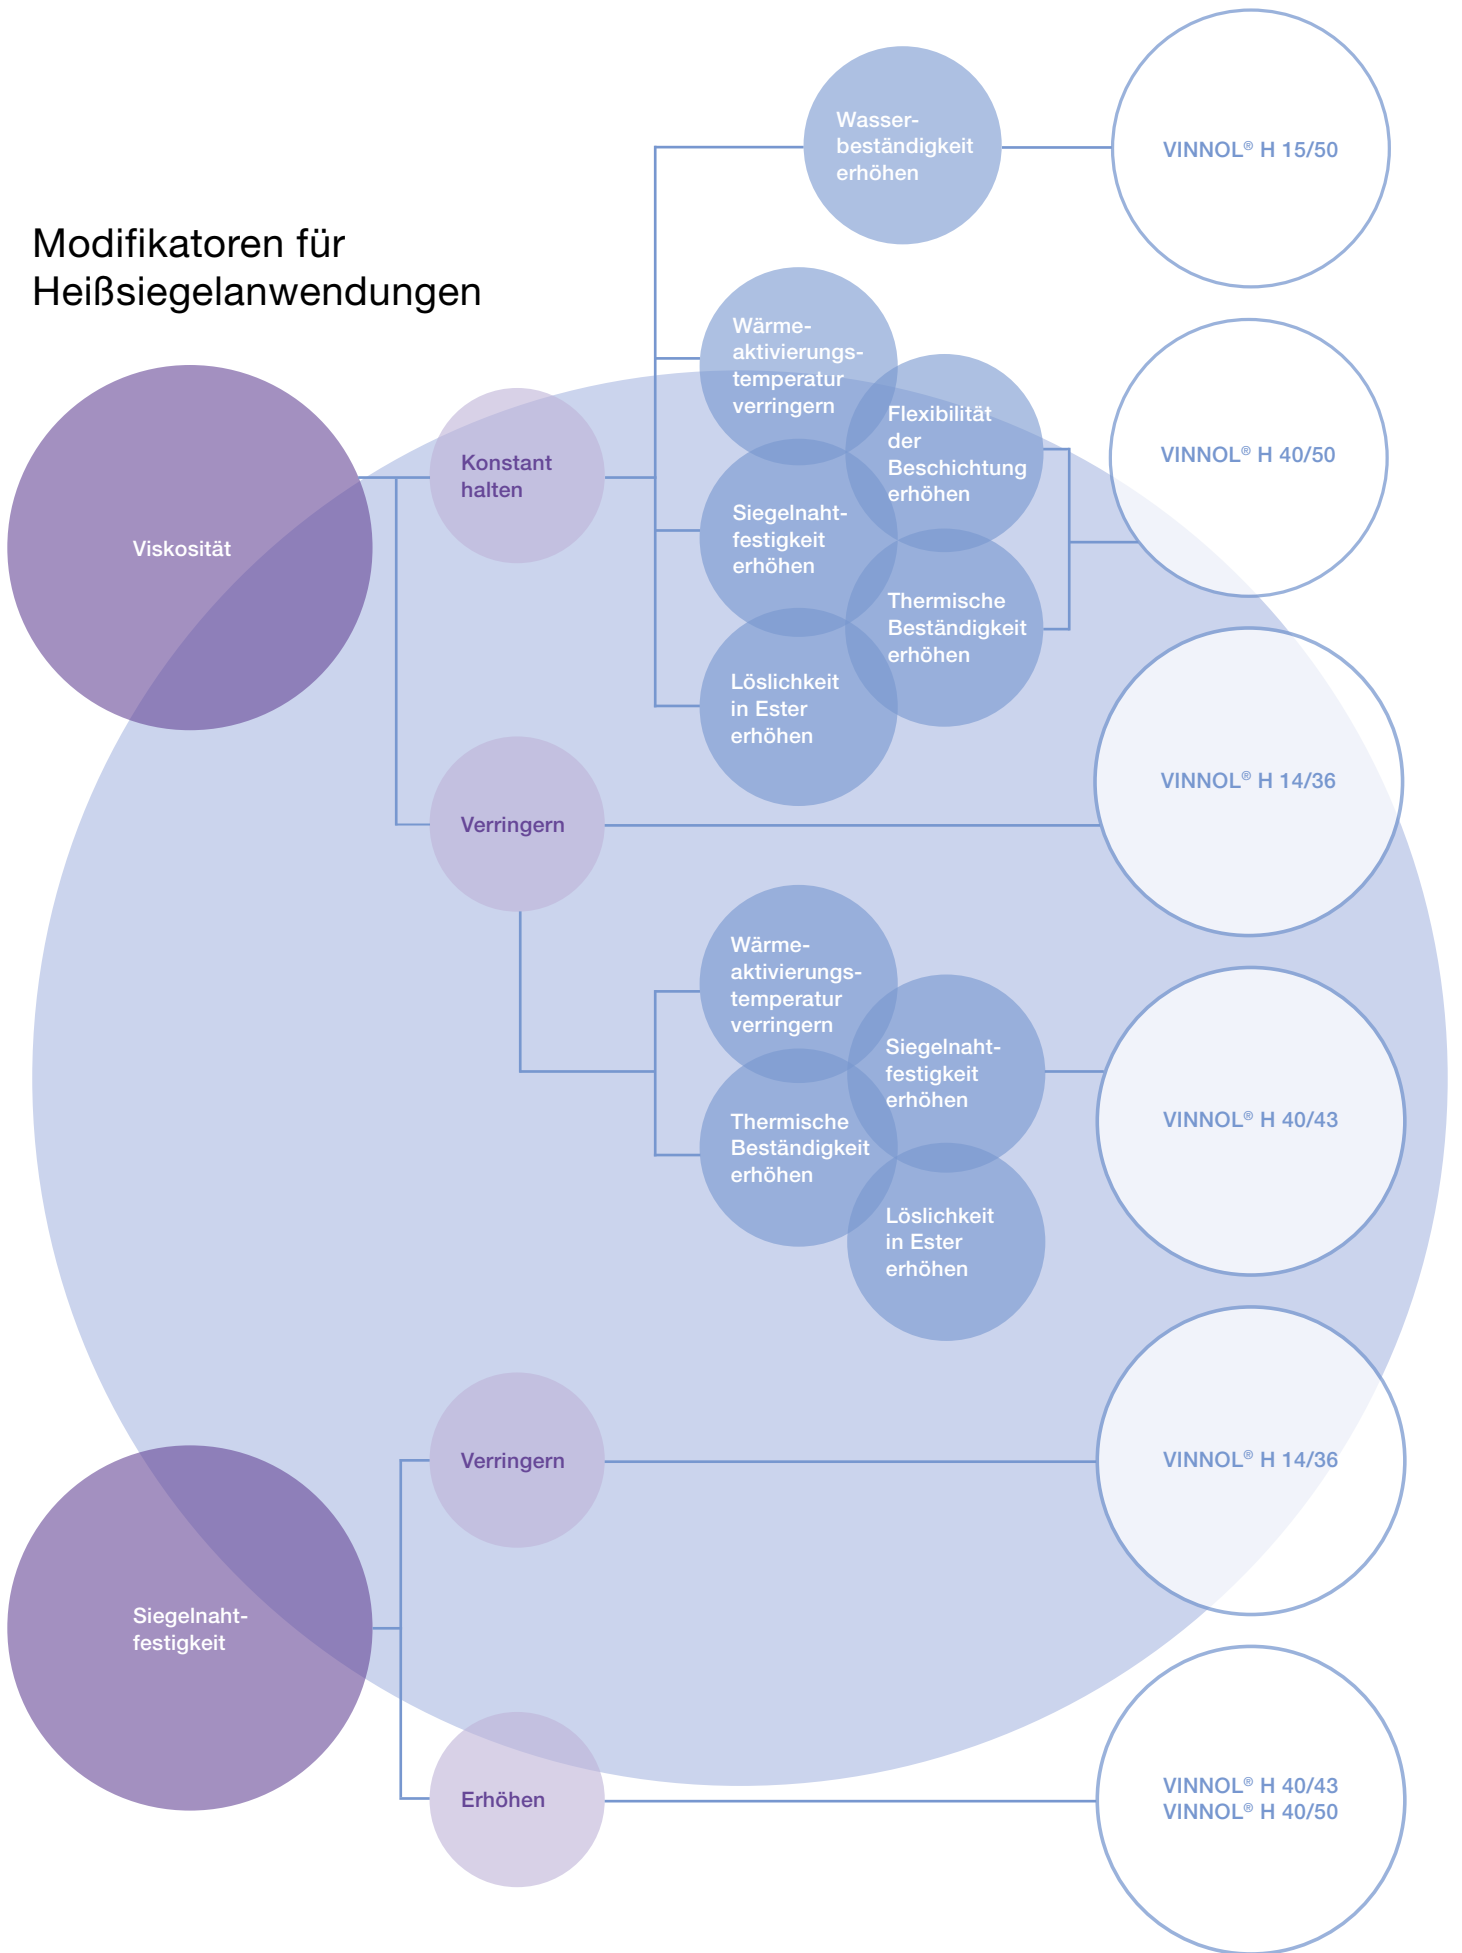 Modifikatoren für
Heißsiegelanwendungen
Viskosität
Konstant
halten
Wasser-
beständigkeit
erhöhen
VINNOL® H 15/50
Wärme-
aktivierungs-
temperatur
verringern
Flexibilität
der
Beschichtung
erhöhen
Siegelnaht-
festigkeit
erhöhen
Thermische
Beständigkeit
erhöhen
Löslichkeit
in Ester
erhöhen
VINNOL® H 40/50
Verringern
VINNOL® H 14/36
Wärme-
aktivierungs-
temperatur
verringern
Siegelnaht-
festigkeit
erhöhen
Thermische
Beständigkeit
erhöhen
Löslichkeit
in Ester
erhöhen
VINNOL® H 40/43
Siegelnaht-
festigkeit
Verringern
VINNOL® H 14/36
Erhöhen
VINNOL® H 40/43
VINNOL® H 40/50